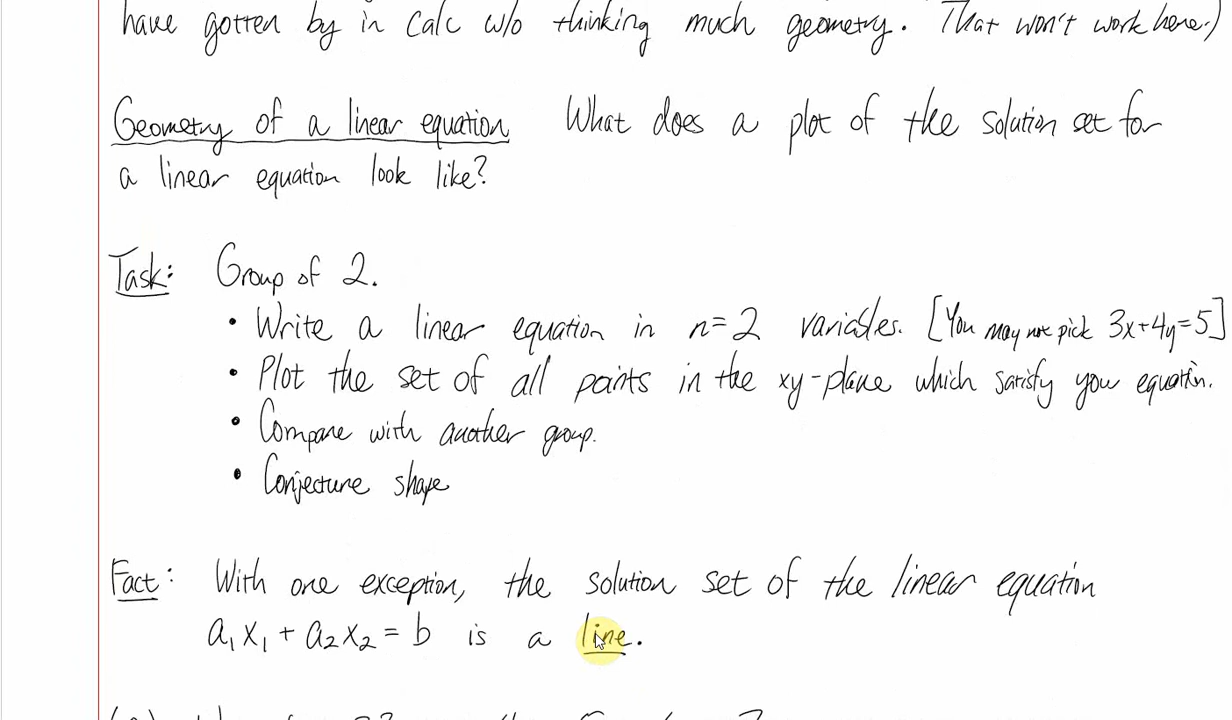 have gotten by in Calc w/o thinking much geometry. That won't work here.)
Geometry of a linear equation What does a plot of the solution set for
a linear equation look like?
Task: Group of 2.
• Write a linear equation in n=2 variables. [You may not pick 3x+4y=5]
• Plot the set of all points in the xy-plane which satisfy you equation.
• Compare with another group.
• Conjecture shape
Fact: With one exception, the solution set of the linear equation
a₁x₁ + a₂x₂ = b is a line.